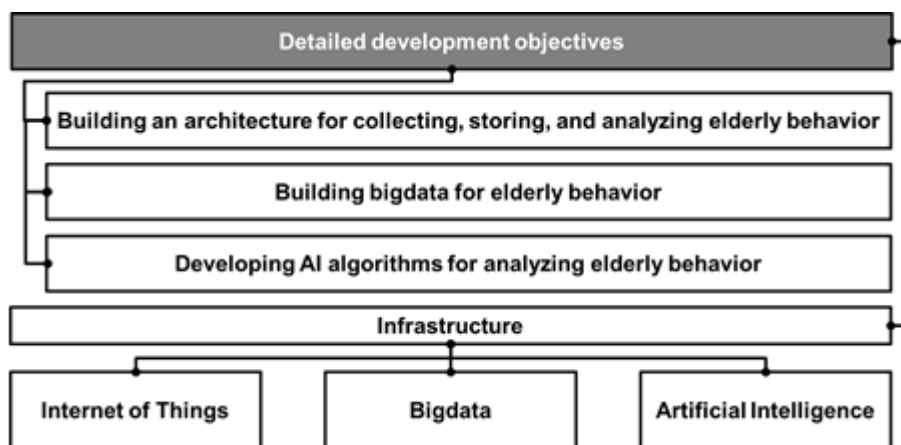 Detailed development objectives
Building an architecture for collecting, storing, and analyzing elderly behavior
Building bigdata for elderly behavior
Developing AI algorithms for analyzing elderly behavior
Infrastructure
Internet of Things
Bigdata
Artificial Intelligence